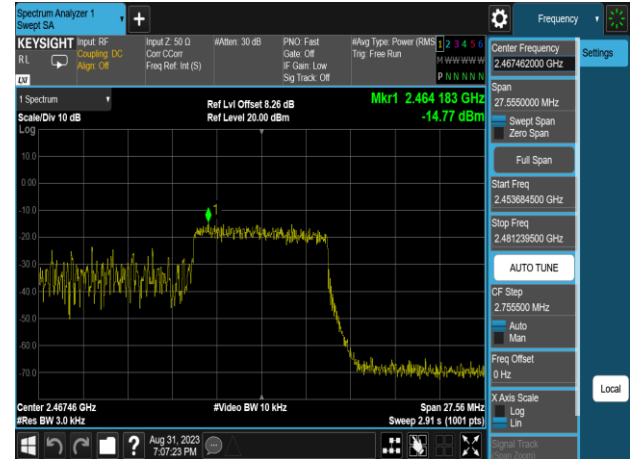 Spectrum Analyzer 1
Swept SA
+
Frequency
KEYSIGHT
RL
LXI
Input: RF
Coupling: DC
Align: Off
Input Z: 50 Ω
Corr CCorr
Freq Ref: Int (S)
#Atten: 30 dB
PNO: Fast
Gate: Off
IF Gain: Low
Sig Track: Off
#Avg Type: Power (RMS
Trig: Free Run
1 2 3 4 5 6
M W W W W W
P N N N N N
1 Spectrum
Scale/Div 10 dB
Log
Ref Lvl Offset 8.26 dB
Ref Level 20.00 dBm
Mkr1 2.464 183 GHz
-14.77 dBm
10.0
0.00
-10.0
-20.0
-30.0
-40.0
-50.0
-60.0
-70.0
1
Center 2.46746 GHz
#Res BW 3.0 kHz
#Video BW 10 kHz
Span 27.56 MHz
Sweep 2.91 s (1001 pts)
Aug 31, 2023
7:07:23 PM
?
Center Frequency
2.467462000 GHz
Span
27.5550000 MHz
Swept Span
Zero Span
Full Span
Start Freq
2.453684500 GHz
Stop Freq
2.481239500 GHz
AUTO TUNE
CF Step
2.755500 MHz
Auto
Man
Freq Offset
0 Hz
X Axis Scale
Log
Lin
Signal Track
(Span Zoom)
Settings
Local